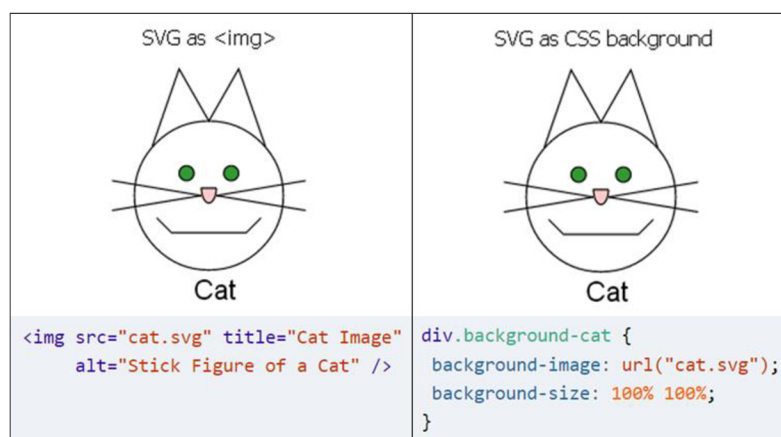 SVG as <img>
Cat
<img src="cat.svg" title="Cat Image"
alt="Stick Figure of a Cat" />
SVG as CSS background
Cat
div.background-cat {
background-image: url("cat.svg");
background-size: 100% 100%;
}